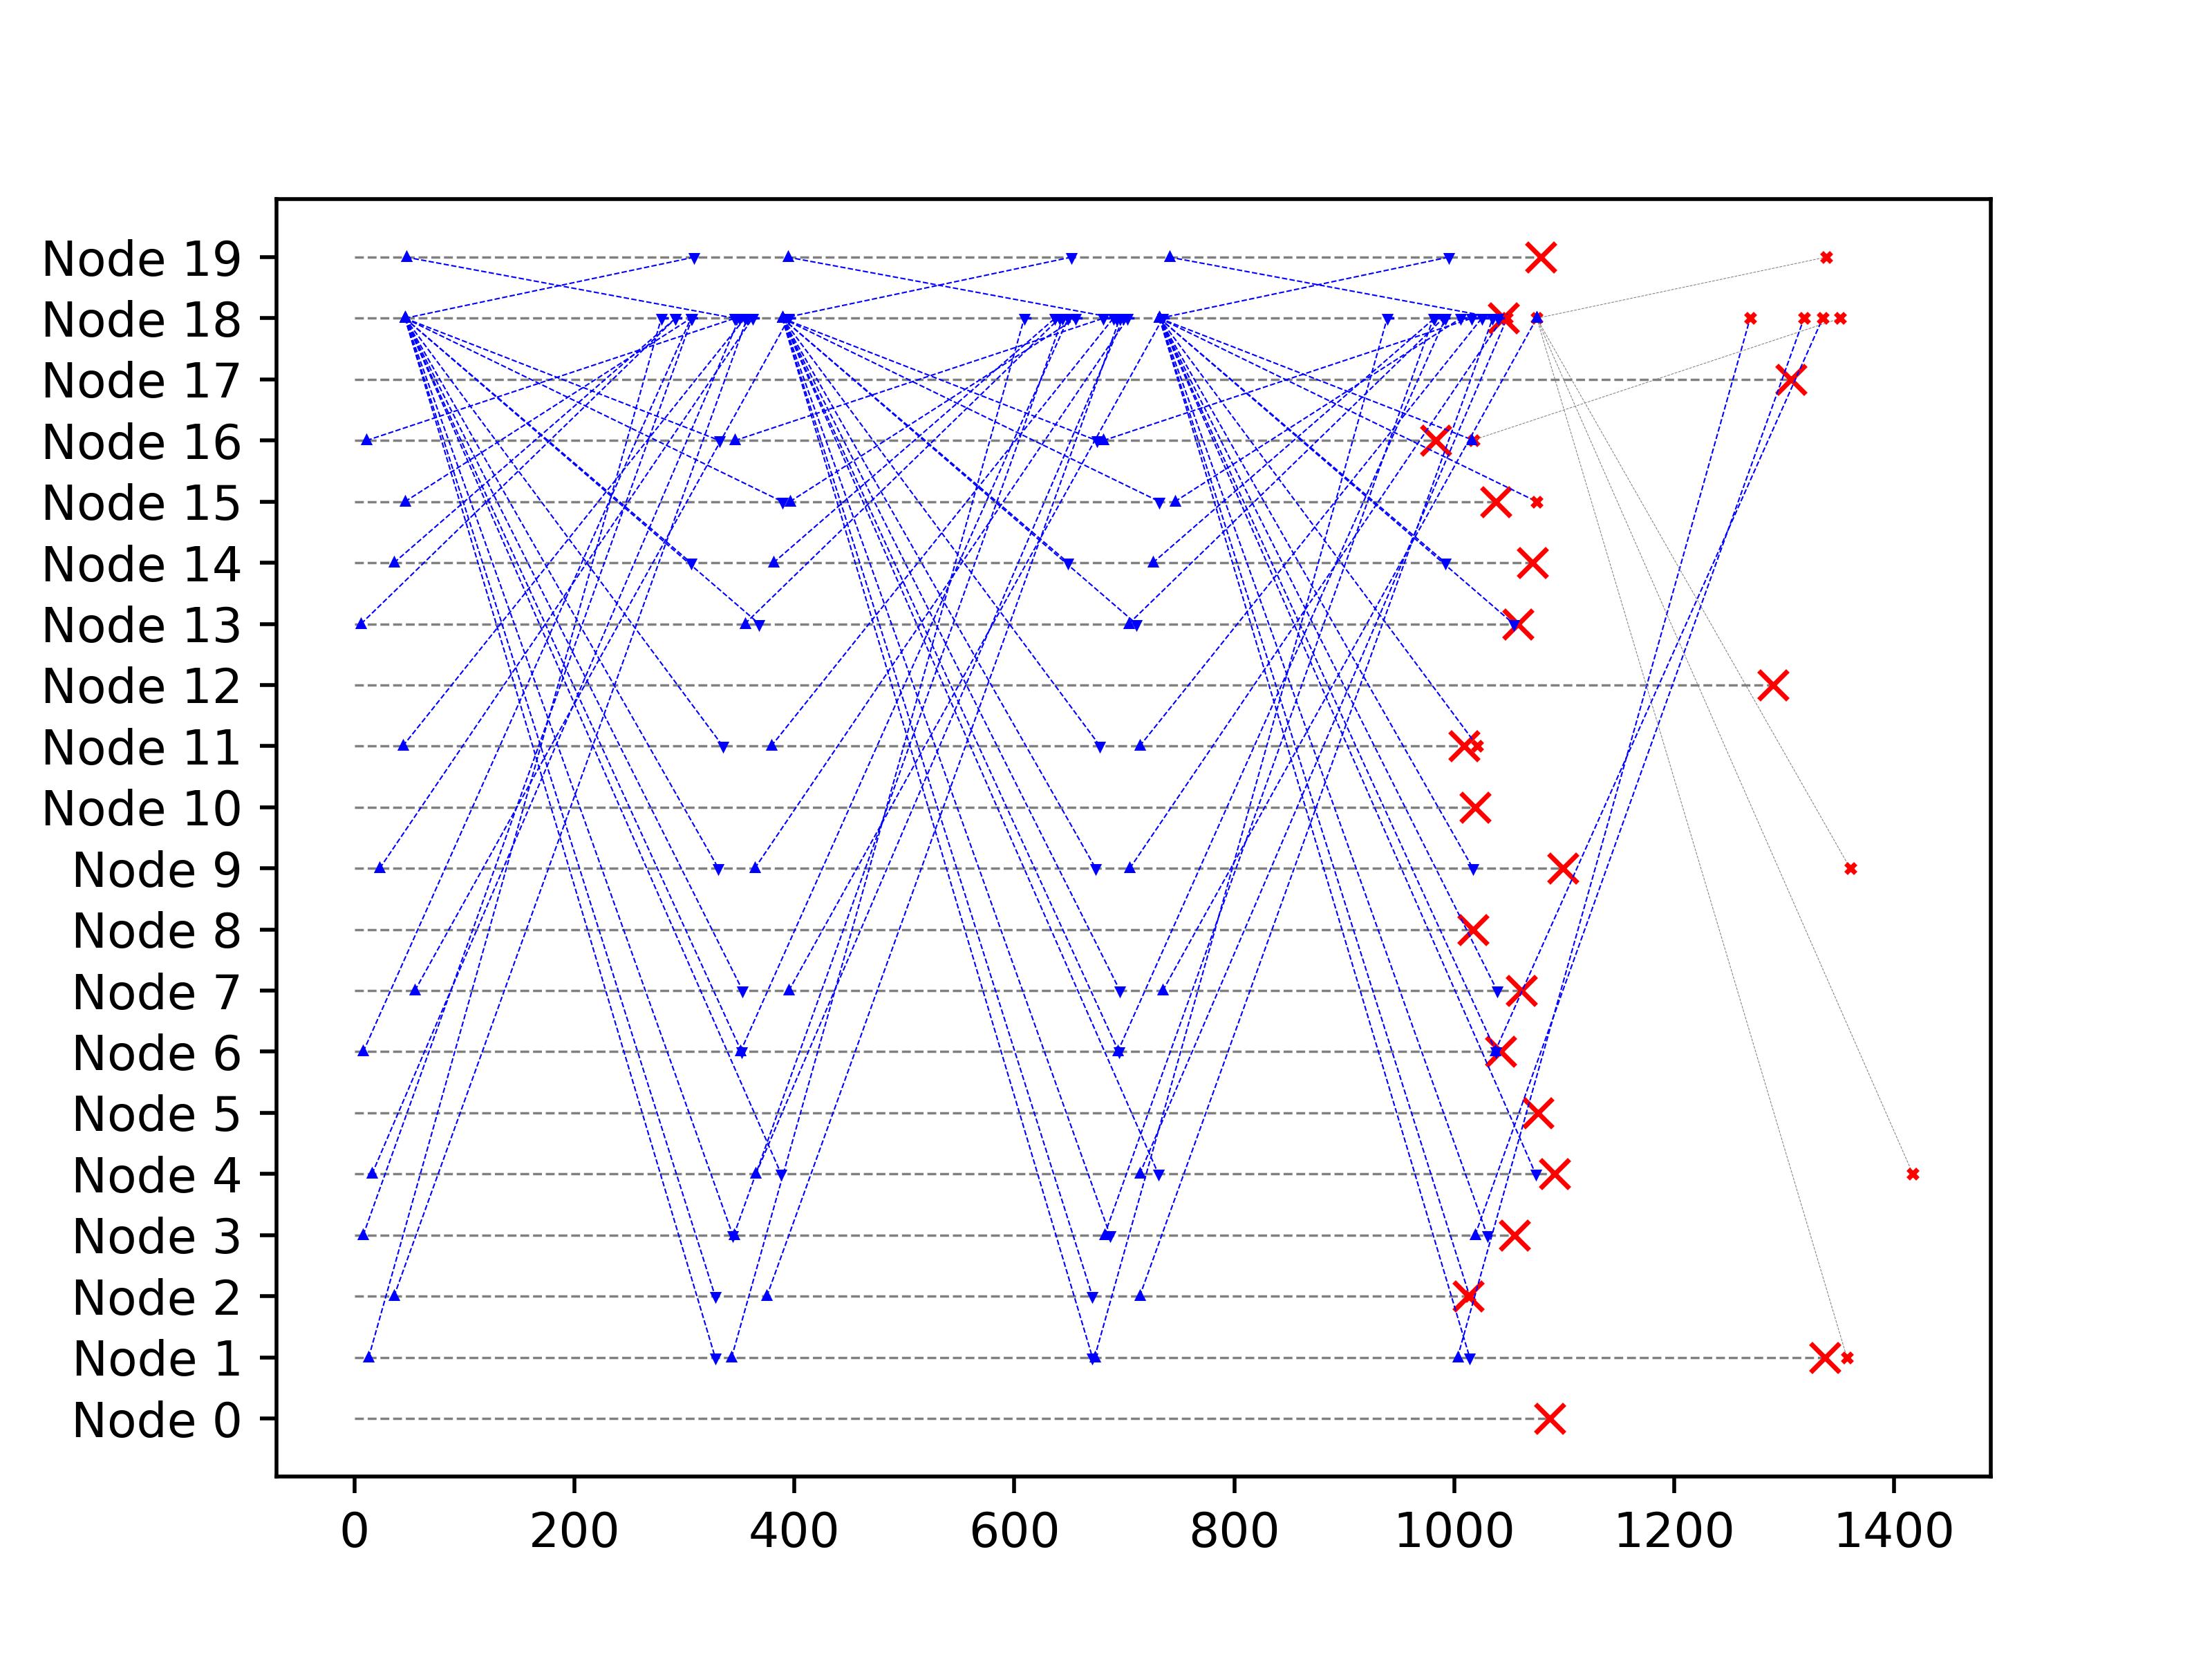 Node 19
Node 18
Node 17
Node 16
Node 15
Node 14
Node 13
Node 12
Node 11
Node 10
Node 9
Node 8
Node 7
Node 6
Node 5
Node 4
Node 3
Node 2
Node 1
Node 0
0 200 400 600 800 1000 1200 1400